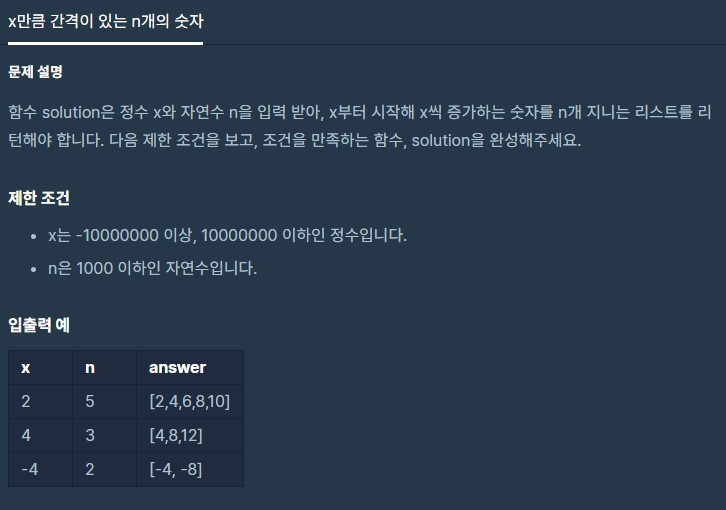 x만큼 간격이 있는 n개의 숫자
문제 설명
함수 solution은 정수 x와 자연수 n을 입력 받아, x부터 시작해 x씩 증가하는 숫자를 n개 지니는 리스트를 리
턴해야 합니다. 다음 제한 조건을 보고, 조건을 만족하는 함수, solution을 완성해주세요.
제한 조건
• x는 -10000000 이상, 10000000 이하인 정수입니다.
• n은 1000 이하인 자연수입니다.
입출력 예
x n answer
2 5 [2,4,6,8,10]
4 3 [4,8,12]
-4 2 [-4, -8]